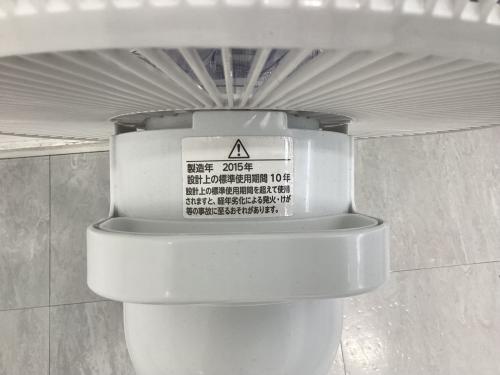 製造年 2015年
設計上の標準使用期間 10年
設計上の標準使用期間を超えて使用
されますと、経年劣化による発火・けが
等の事故に至るおそれがあります。